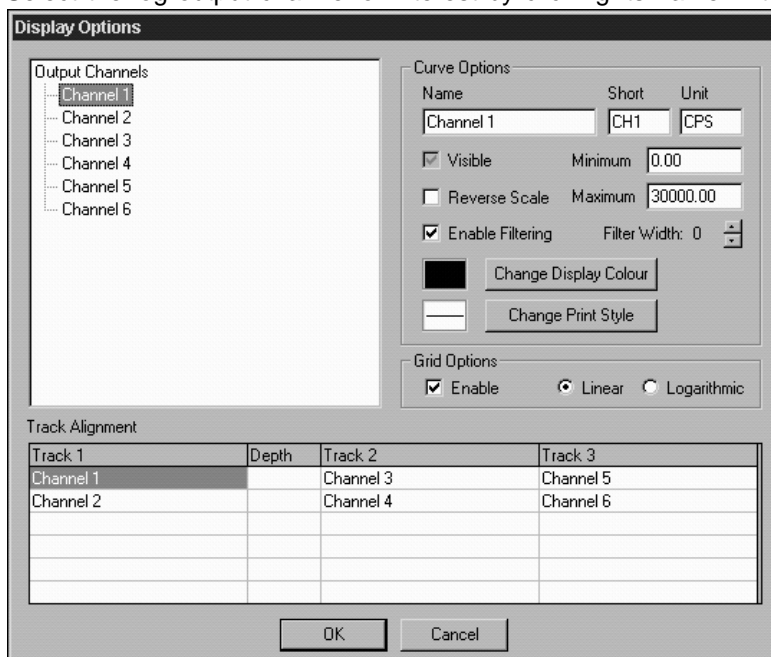 Display Options
Output Channels
Channel 1
Channel 2
Channel 3
Channel 4
Channel 5
Channel 6
Curve Options
Name Short Unit
Channel 1 CH1 CPS
Visible Minimum 0.00
Reverse Scale Maximum 30000.00
Enable Filtering Filter Width: 0
Change Display Colour
Change Print Style
Grid Options
Enable Linear Logarithmic
Track Alignment
Track 1 Depth Track 2 Track 3
Channel 1 Channel 3 Channel 5
Channel 2 Channel 4 Channel 6
OK Cancel